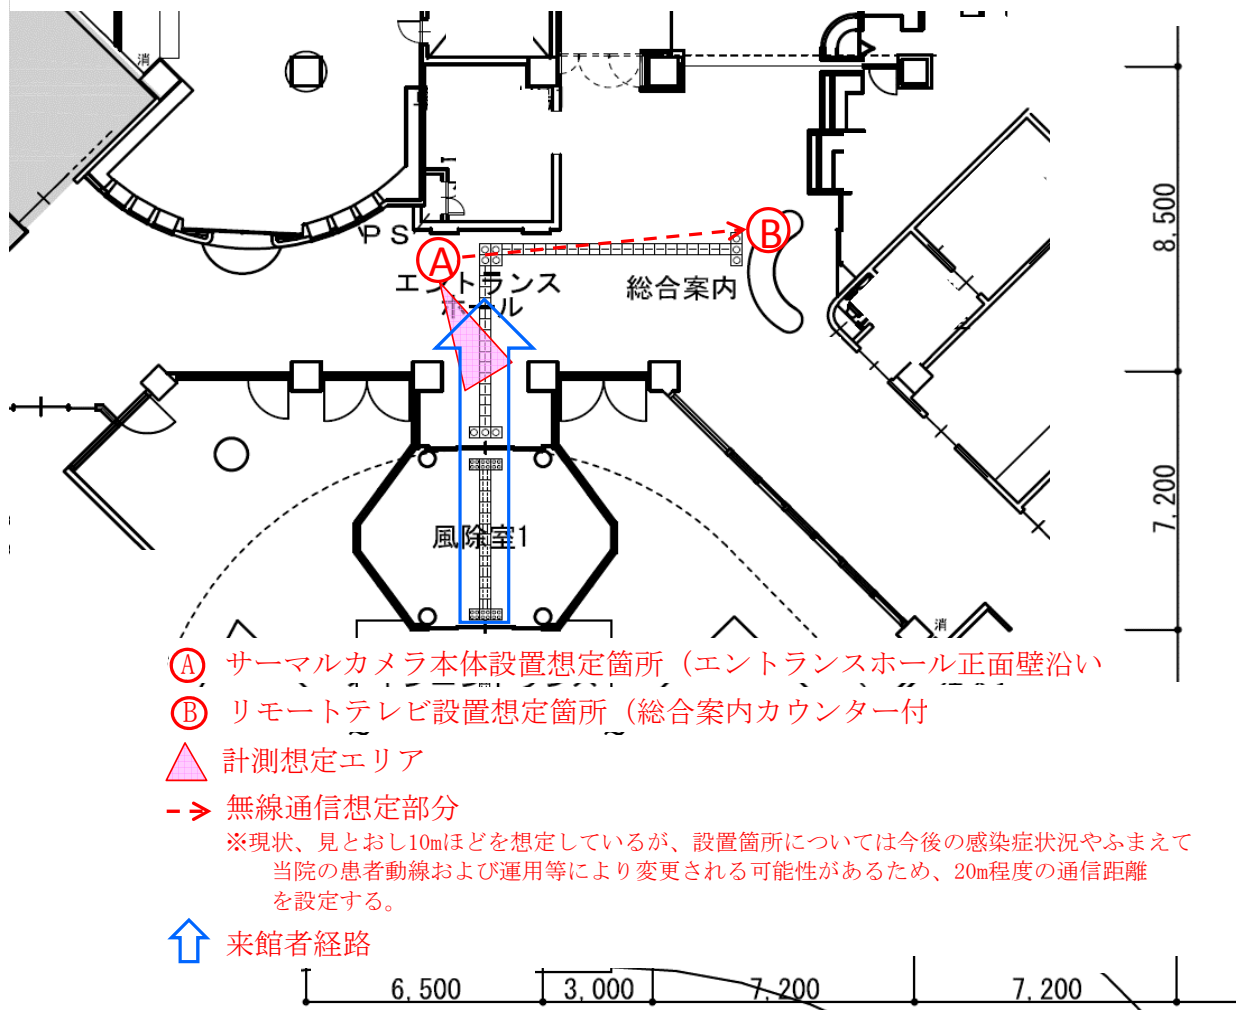 消
8,500
PS
A
B
エントランス
ホール
総合案内
7,200
風除室1
消
A サーマルカメラ本体設置想定箇所（エントランスホール正面壁沿い
B リモートテレビ設置想定箇所（総合案内カウンター付
計測想定エリア
無線通信想定部分
※現状、見とおし10mほどを想定しているが、設置箇所については今後の感染症状況やふまえて
当院の患者動線および運用等により変更される可能性があるため、20m程度の通信距離
を設定する。
来館者経路
6,500 3,000 7,200 7,200